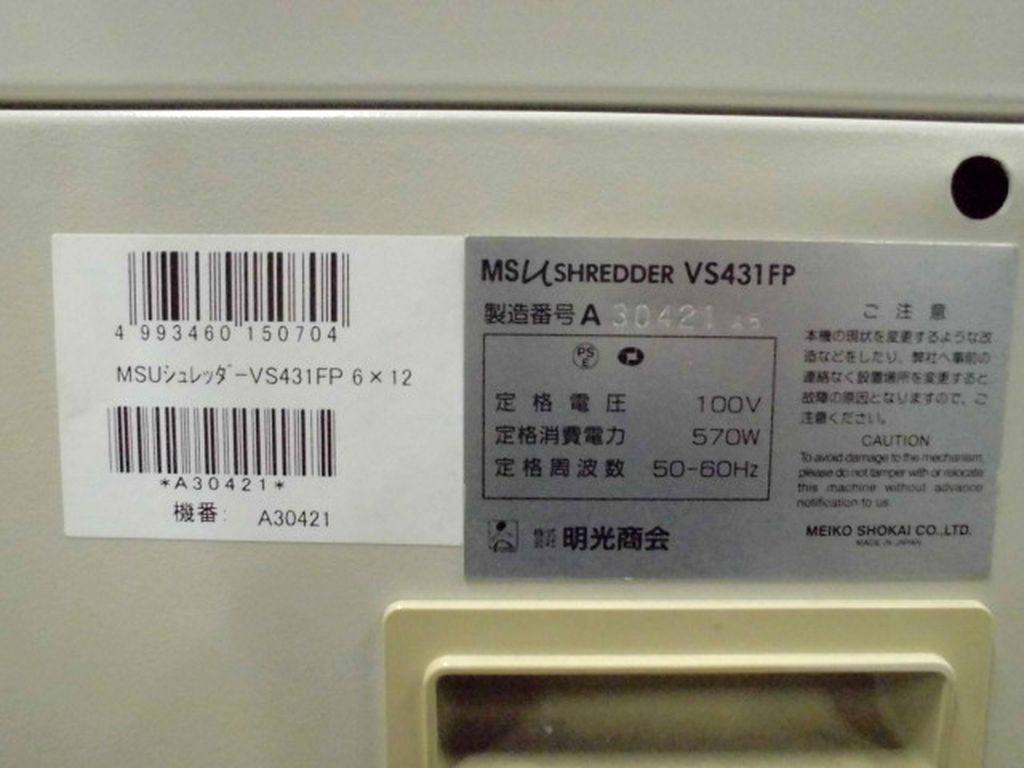 4 993460 150704
MSUシュレッダｰVS431FP 6×12
*A30421*
機番: A30421
MSU SHREDDER VS431FP
製造番号 A 30421
PS
E
定格電圧 100V
定格消費電力 570W
定格周波数 50-60Hz
株式
会社 明光商会
ご注意
本機の現状を変更するような改
造などをしたり、弊社へ事前の
連絡なく設置場所を変更すると
故障の原因となりますので、ご
注意ください。
CAUTION
To avoid damage to the mechanism,
please do not tamper with or relocate
this machine without advance
notification to us.
MEIKO SHOKAI CO.,LTD.
MADE IN JAPAN